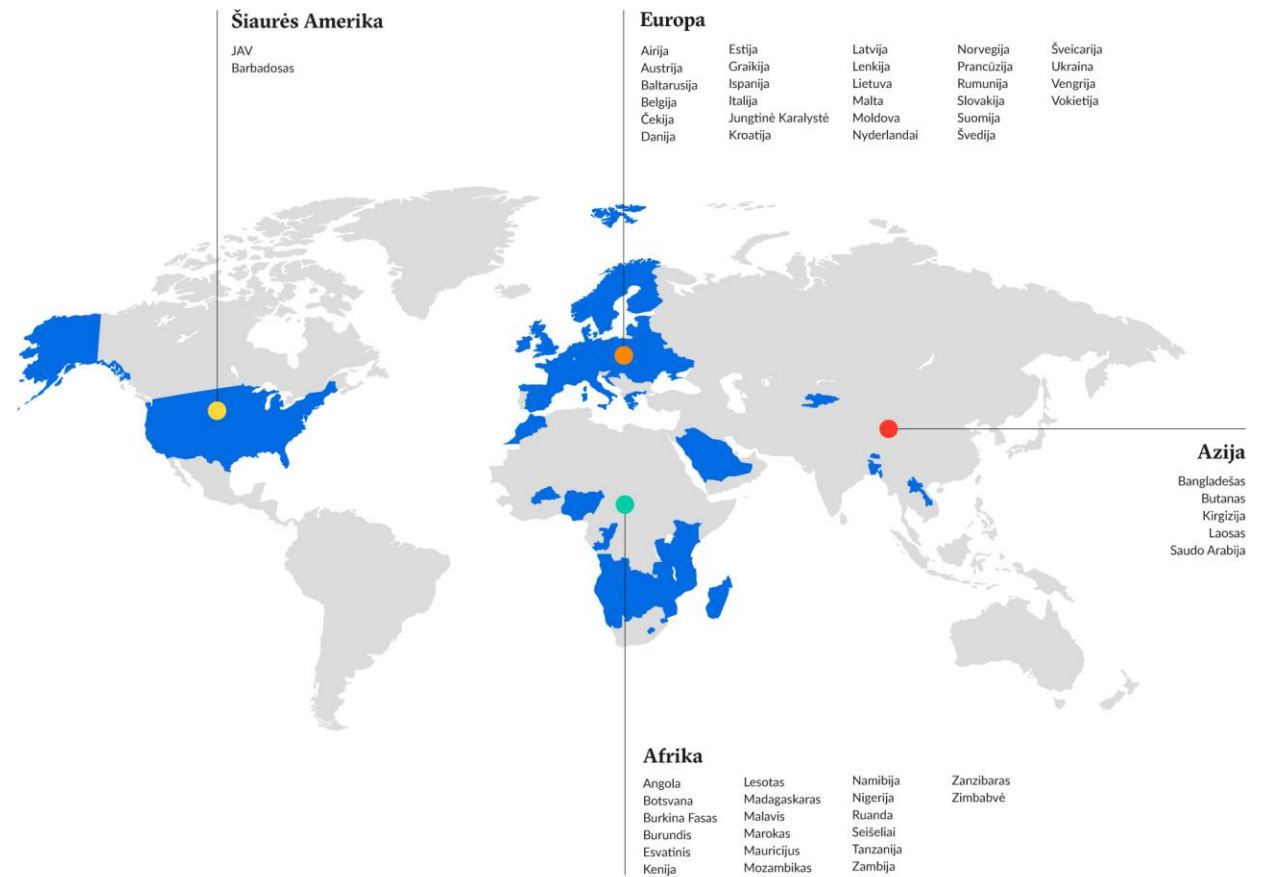 Šiaurės Amerika
JAV
Barbadosas
Europa
Airija
Austrija
Baltarusija
Belgija
Čekija
Danija
Estija
Graikija
Ispanija
Italija
Jungtinė Karalystė
Kroatija
Latvija
Lenkija
Lietuva
Malta
Moldova
Nyderlandai
Norvegija
Prancūzija
Rumunija
Slovakija
Suomija
Švedija
Šveicarija
Ukraina
Vengrija
Vokietija
Azija
Bangladešas
Butanas
Kirgizija
Laosas
Saudo Arabija
Afrika
Angola
Botsvana
Burkina Fasas
Burundis
Esvatinis
Kenija
Lesotas
Madagaskaras
Malavis
Marokas
Mauricijus
Mozambikas
Namibija
Nigerija
Ruanda
Seišeliai
Tanzanija
Zambija
Zanzibaras
Zimbabvė